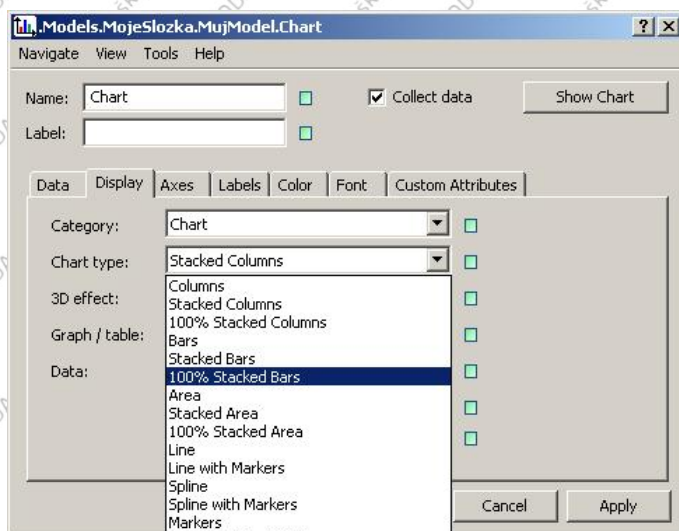 .Models.MojeSlozka.MujModel.Chart
Navigate View Tools Help
Name: Chart Collect data Show Chart
Label:
Data Display Axes Labels Color Font Custom Attributes
Category: Chart
Chart type: Stacked Columns
3D effect:
Graph / table:
Data:
Columns
Stacked Columns
100% Stacked Columns
Bars
Stacked Bars
100% Stacked Bars
Area
Stacked Area
100% Stacked Area
Line
Line with Markers
Spline
Spline with Markers
Markers
Cancel Apply